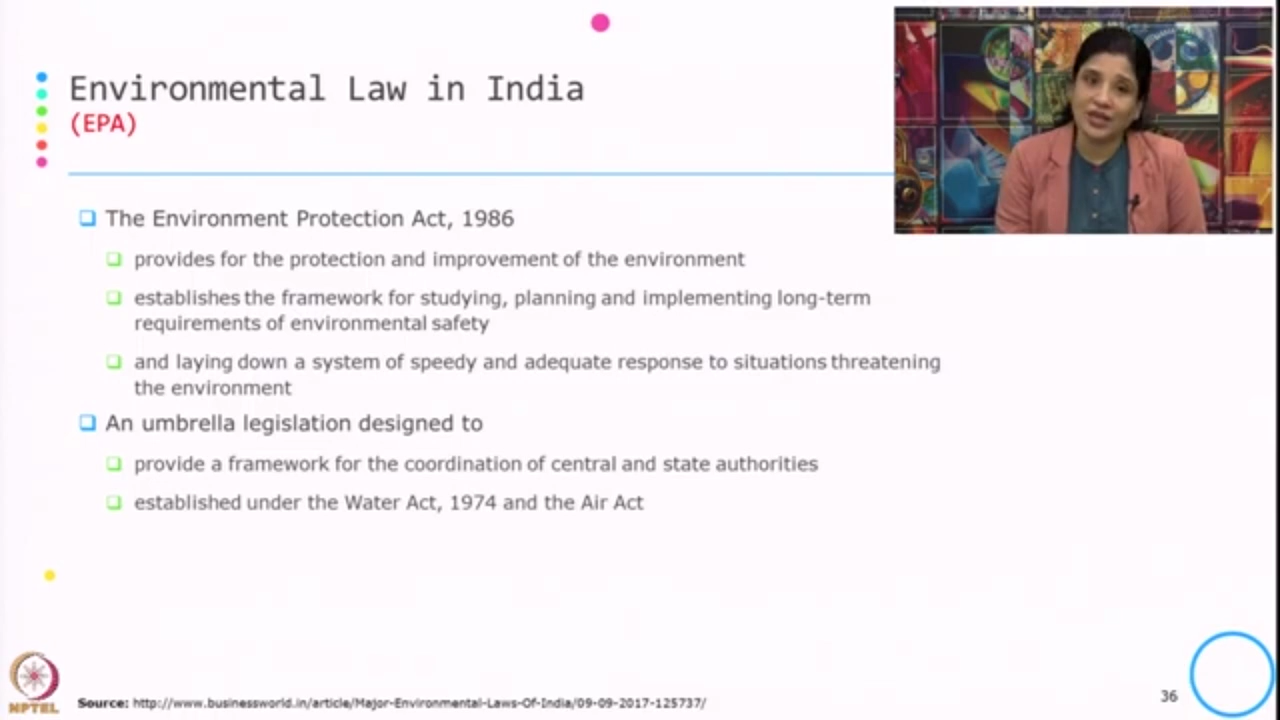 Environmental Law in India
(EPA)
The Environment Protection Act, 1986
provides for the protection and improvement of the environment
establishes the framework for studying, planning and implementing long-term
requirements of environmental safety
and laying down a system of speedy and adequate response to situations threatening
the environment
An umbrella legislation designed to
provide a framework for the coordination of central and state authorities
established under the Water Act, 1974 and the Air Act
NPTEL
Source: http://www.businessworld.in/article/Major-Environmental-Laws-Of-India/09-09-2017-125737/
36